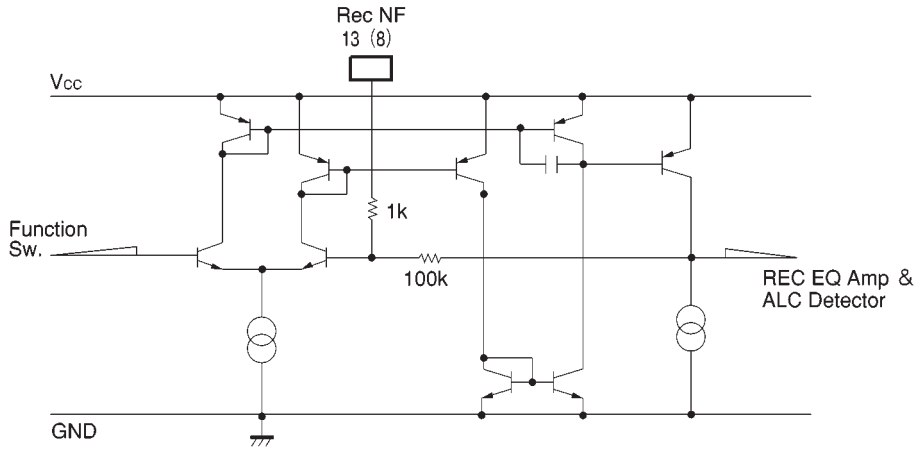 Rec NF
13 (8)
Vcc
1k
Function
Sw.
100k
REC EQ Amp &
ALC Detector
GND